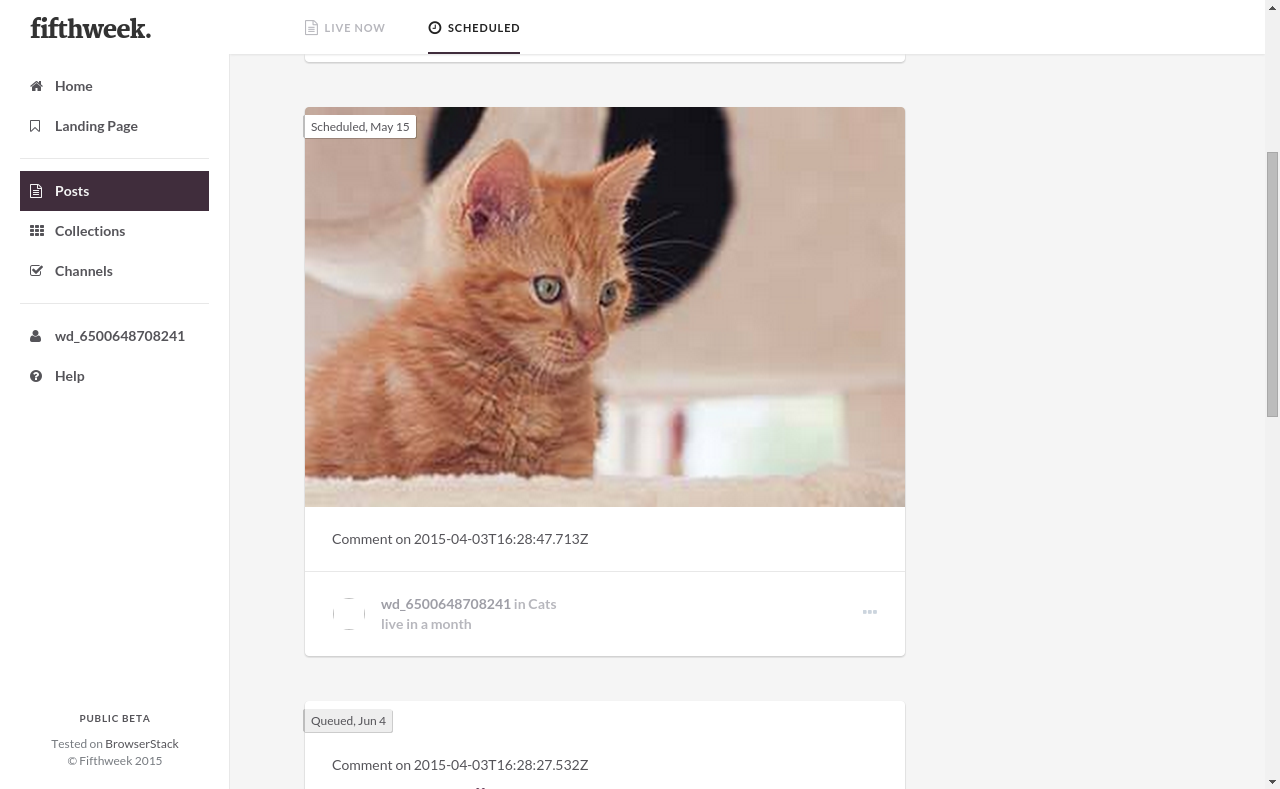 fifthweek.
LIVE NOW
SCHEDULED
Home
Landing Page
Posts
Collections
Channels
wd_6500648708241
Help
PUBLIC BETA
Tested on BrowserStack
© Fifthweek 2015
Scheduled, May 15
Comment on 2015-04-03T16:28:47.713Z
wd_6500648708241 in Cats
live in a month
Queued, Jun 4
Comment on 2015-04-03T16:28:27.532Z